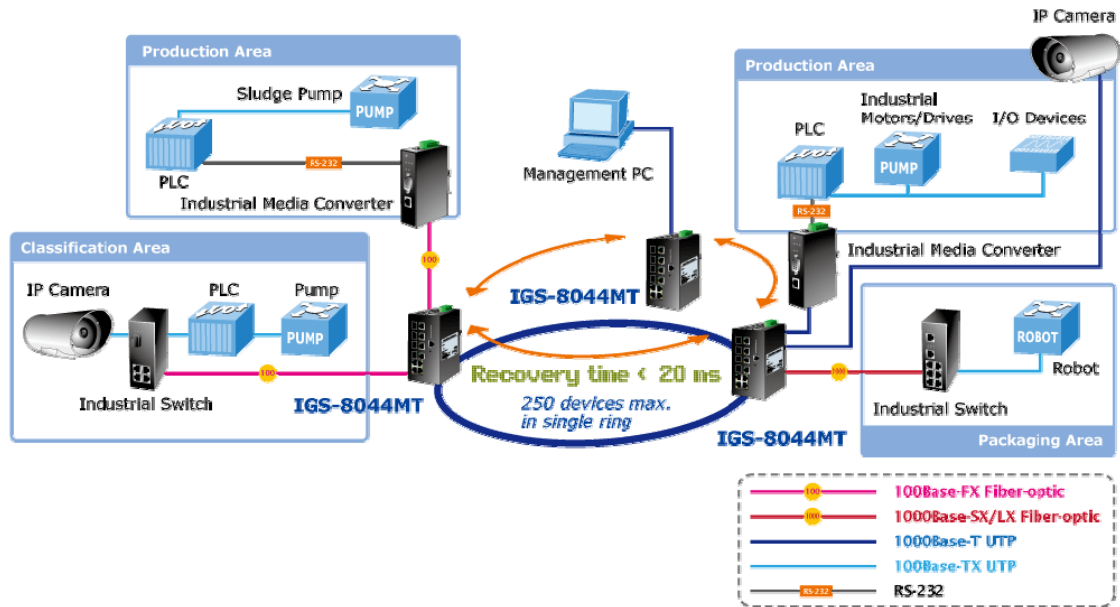 IP Camera
Production Area
Sludge Pump
PUMP
RS-232
PLC
Industrial Media Converter
100
Management PC
Production Area
Industrial
Motors/Drives
I/O Devices
PLC
PUMP
RS-232
Industrial Media Converter
Classification Area
IP Camera
PLC
Pump
PUMP
100
Industrial Switch
IGS-8044MT
IGS-8044MT
Recovery time < 20 ms
250 devices max.
in single ring
IGS-8044MT
1000
ROBOT
Robot
Industrial Switch
Packaging Area
100
100Base-FX Fiber-optic
1000
1000Base-SX/LX Fiber-optic
1000Base-T UTP
100Base-TX UTP
RS-232
RS-232